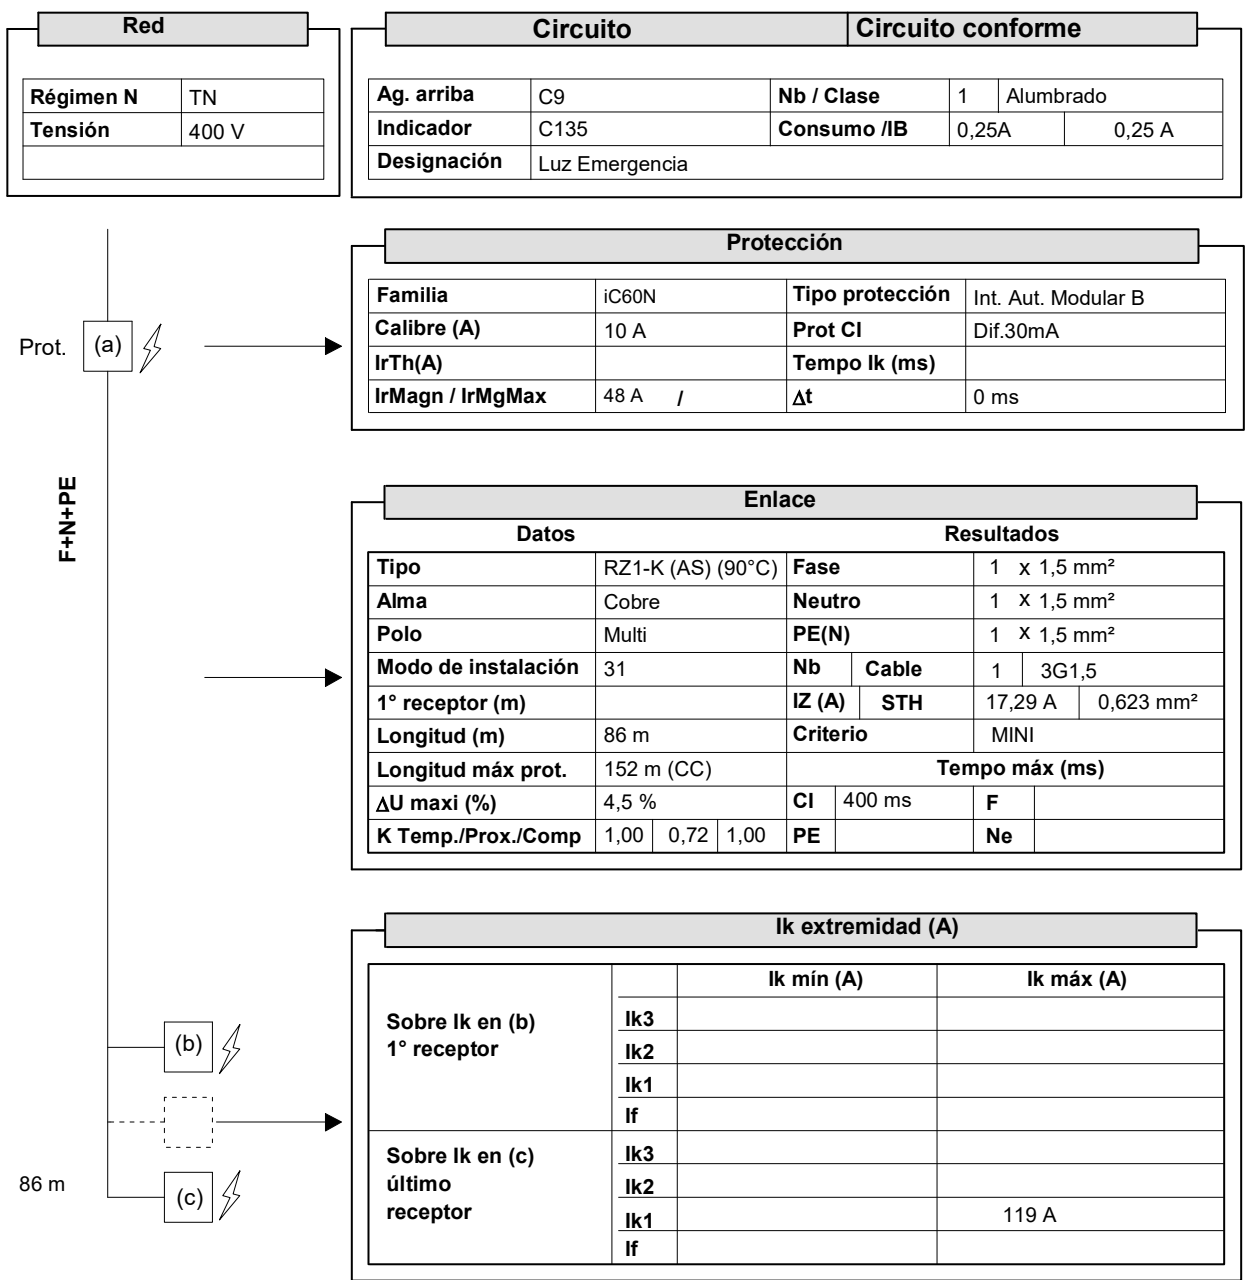 Red
Circuito Circuito conforme
Régimen N TN
Tensión 400 V
Ag. arriba C9 Nb / Clase 1 Alumbrado
Indicador C135 Consumo /IB 0,25A 0,25 A
Designación Luz Emergencia
Protección
Familia iC60N Tipo protección Int. Aut. Modular B
Calibre (A) 10 A Prot CI Dif.30mA
IrTh(A) Tempo Ik (ms)
IrMagn / IrMgMax 48 A / Δt 0 ms
Prot. (a)
F+N+PE
Enlace
Datos Resultados
Tipo RZ1-K (AS) (90°C) Fase 1 x 1,5 mm²
Alma Cobre Neutro 1 x 1,5 mm²
Polo Multi PE(N) 1 x 1,5 mm²
Modo de instalación 31 Nb Cable 1 3G1,5
1° receptor (m) IZ (A) STH 17,29 A 0,623 mm²
Longitud (m) 86 m Criterio MINI
Longitud máx prot. 152 m (CC) Tempo máx (ms)
ΔU maxi (%) 4,5 % CI 400 ms F
K Temp./Prox./Comp 1,00 0,72 1,00 PE Ne
Ik extremidad (A)
Ik mín (A) Ik máx (A)
Sobre Ik en (b)
1° receptor
Ik3
Ik2
Ik1
If
(b)
Sobre Ik en (c)
último
receptor
Ik3
Ik2
Ik1 119 A
If
86 m (c)